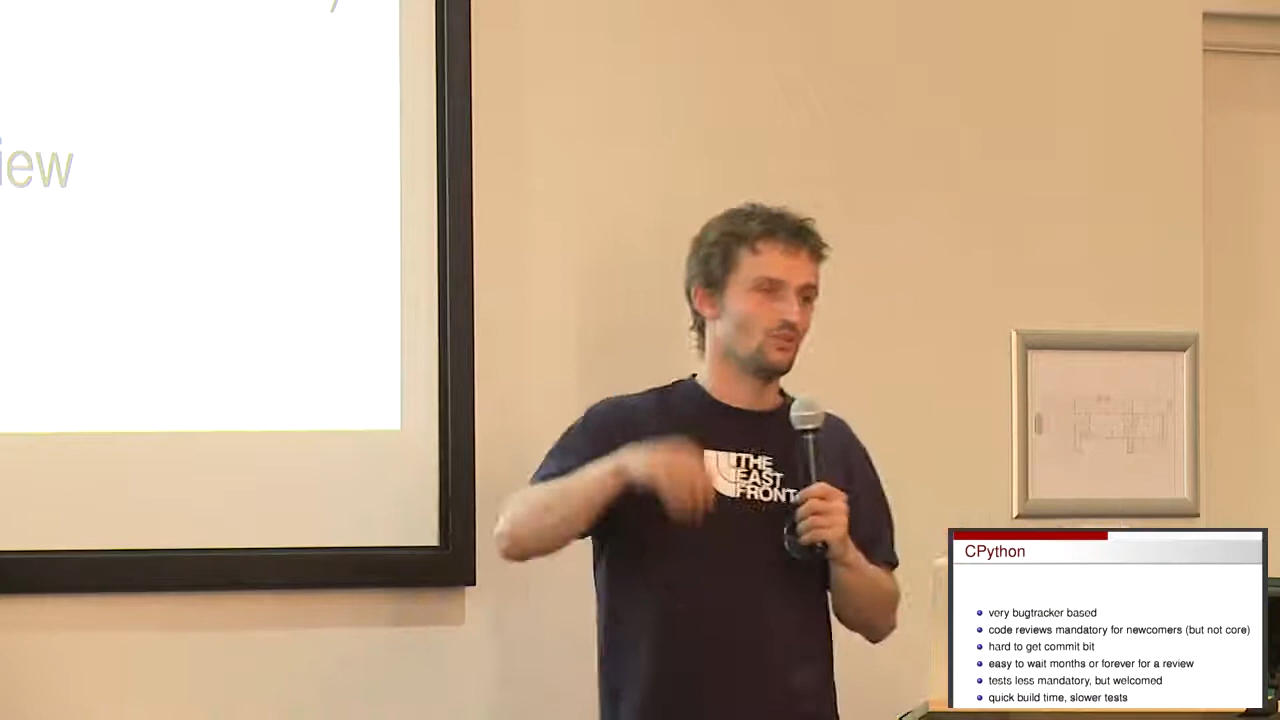 iew
THE
EAST
FRONT
CPython
very bugtracker based
code reviews mandatory for newcomers (but not core)
hard to get commit bit
easy to wait months or forever for a review
tests less mandatory, but welcomed
quick build time, slower tests